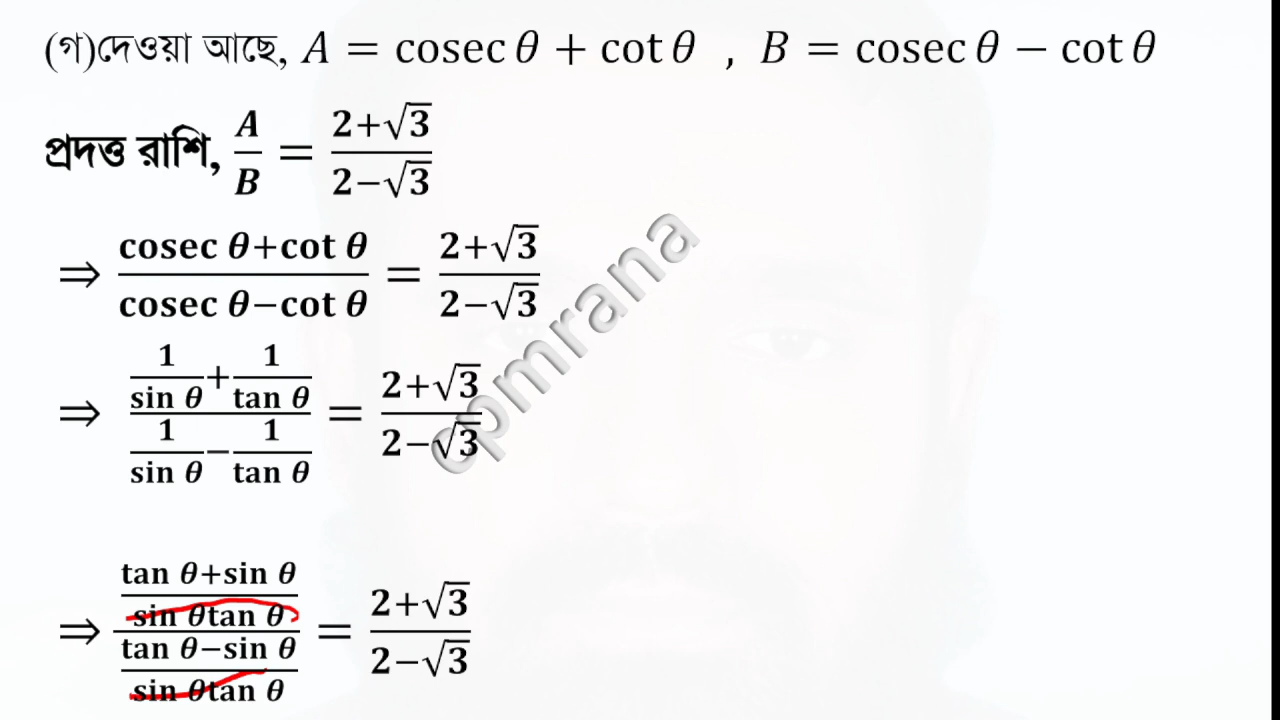 (গ)দেওয়া আছে, A = cosec θ + cot θ , B = cosec θ − cot θ
প্রদত্ত রাশি, A/B = (2+√3)/(2−√3)
⇒ (cosec θ+cot θ)/(cosec θ−cot θ) = (2+√3)/(2−√3)
⇒ (1/sin θ + 1/tan θ)/(1/sin θ − 1/tan θ) = (2+√3)/(2−√3)
cpmrana
⇒ ((tan θ+sin θ)/(sin θtan θ))/((tan θ−sin θ)/(sin θtan θ)) = (2+√3)/(2−√3)